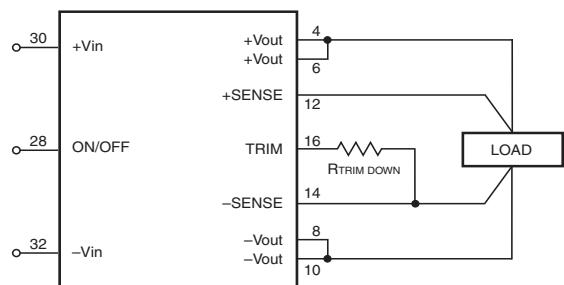 30 +Vin +Vout 4
+Vout 6
+SENSE 12
28 ON/OFF TRIM 16 LOAD
RTRIM DOWN
–SENSE 14
–Vout 8
32 –Vin –Vout 10